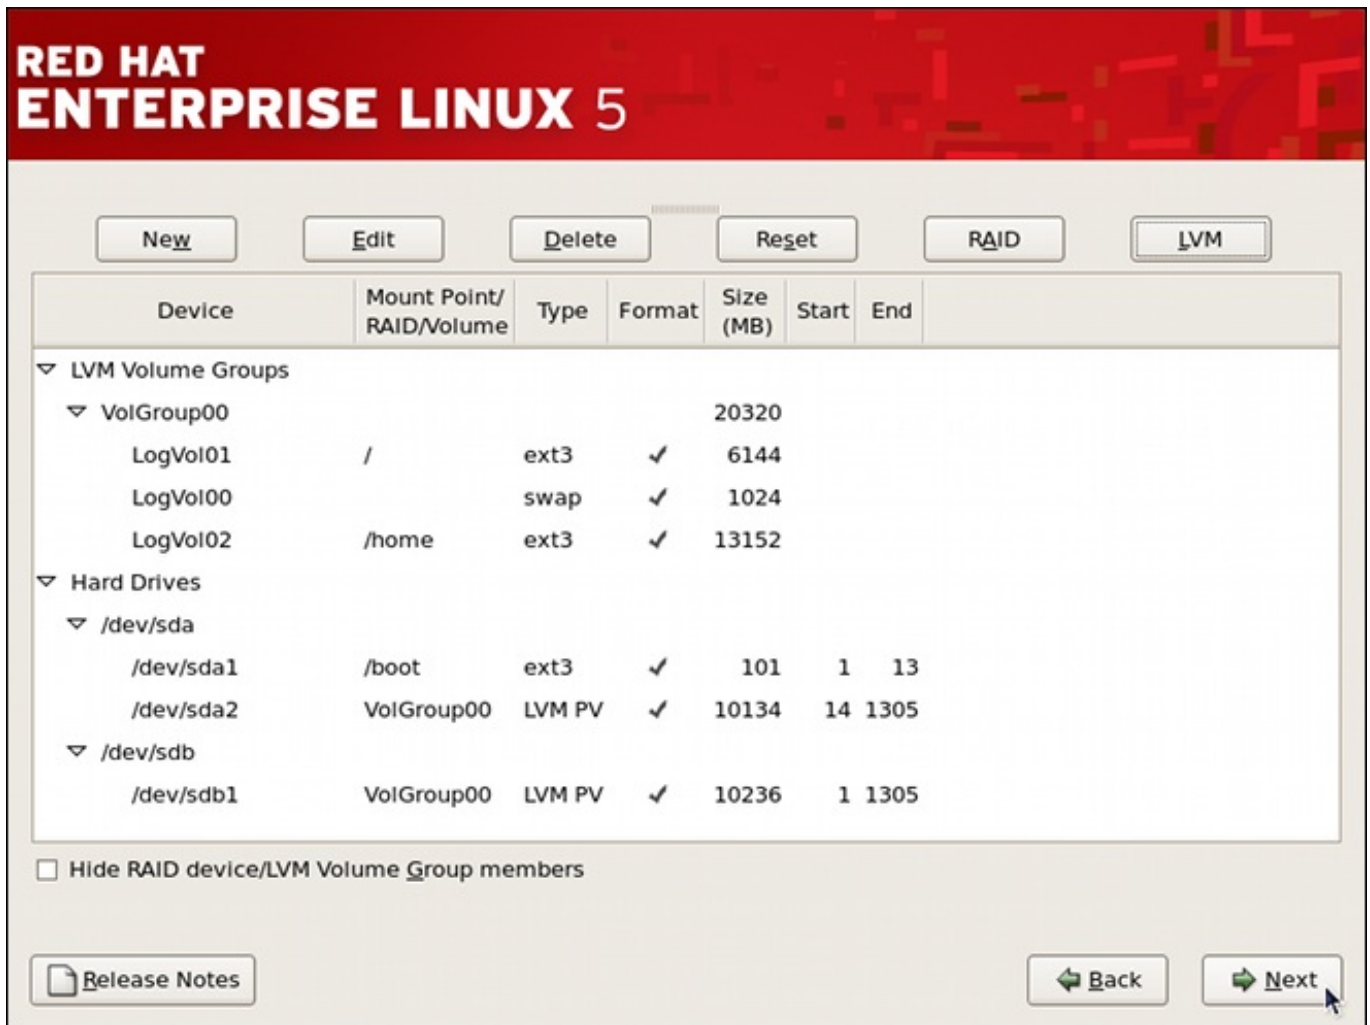 RED HAT
ENTERPRISE LINUX 5
New Edit Delete Reset RAID LVM
Device Mount Point/ RAID/Volume Type Format Size (MB) Start End
LVM Volume Groups
VolGroup00 20320
LogVol01 / ext3 ✓ 6144
LogVol00 swap ✓ 1024
LogVol02 /home ext3 ✓ 13152
Hard Drives
/dev/sda
/dev/sda1 /boot ext3 ✓ 101 1 13
/dev/sda2 VolGroup00 LVM PV ✓ 10134 14 1305
/dev/sdb
/dev/sdb1 VolGroup00 LVM PV ✓ 10236 1 1305
Hide RAID device/LVM Volume Group members
Release Notes Back Next